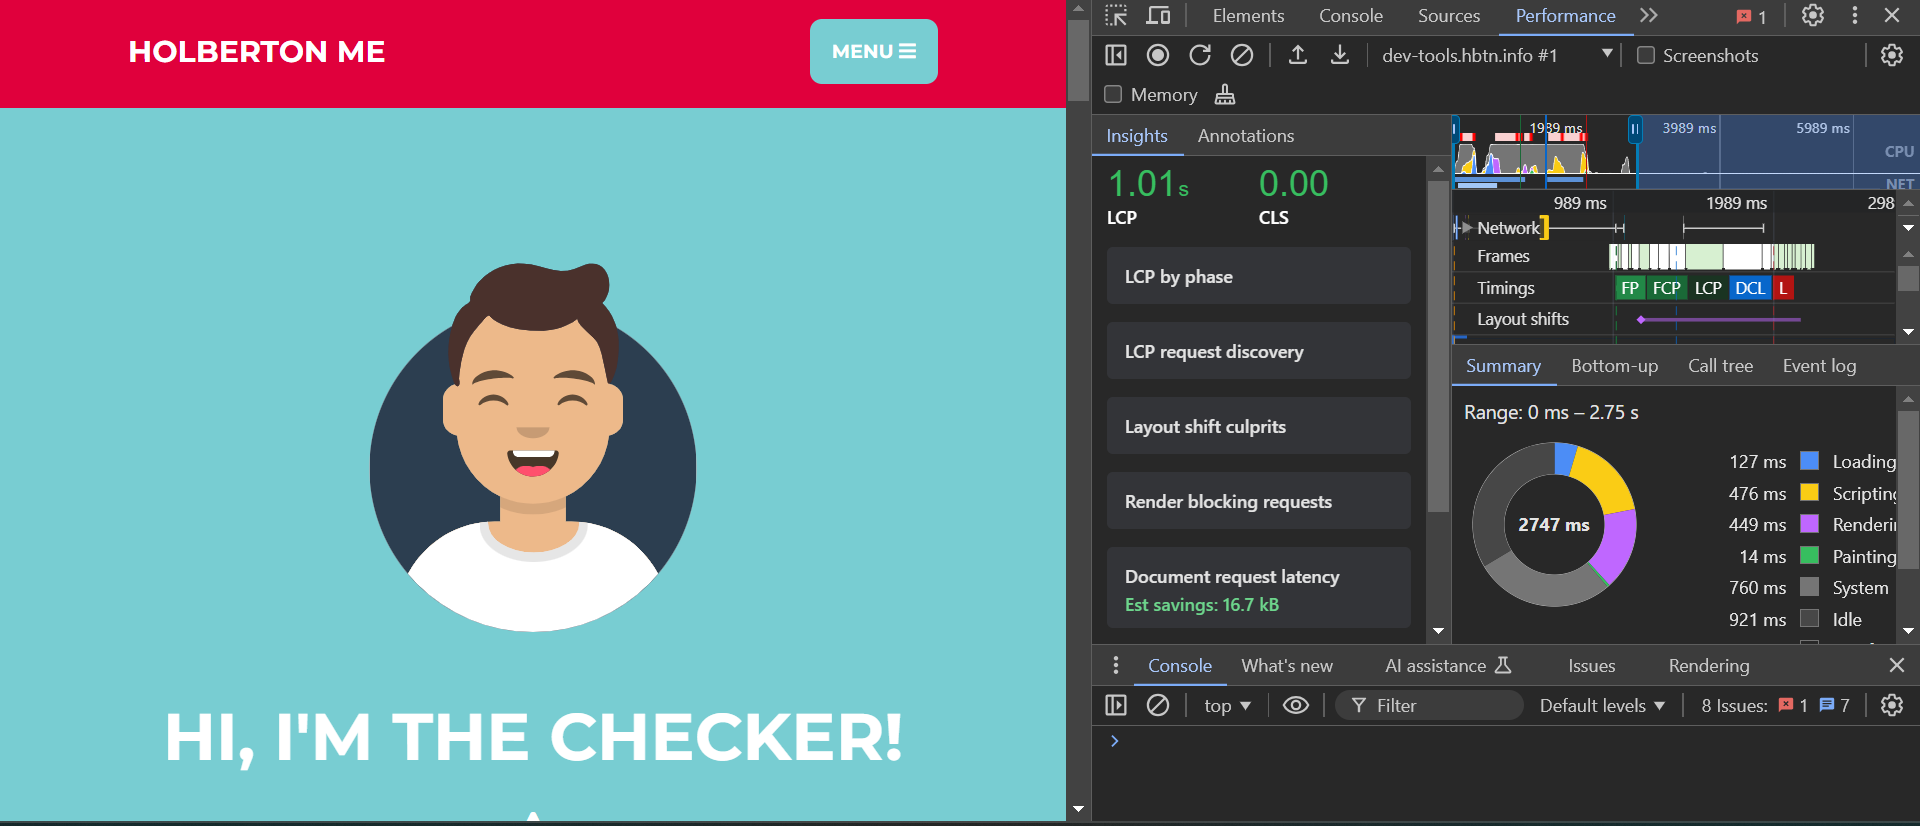 HOLBERTON ME
MENU
HI, I'M THE CHECKER!
Elements Console Sources Performance 1
dev-tools.hbtn.info #1 Screenshots
Memory
Insights Annotations
1.01s 0.00
LCP CLS
LCP by phase
LCP request discovery
Layout shift culprits
Render blocking requests
Document request latency
Est savings: 16.7 kB
1989 ms 3989 ms 5989 ms
CPU
NET
989 ms 1989 ms 298
Network
Frames
Timings FP FCP LCP DCL L
Layout shifts
Summary Bottom-up Call tree Event log
Range: 0 ms – 2.75 s
2747 ms
127 ms Loading
476 ms Scripting
449 ms Renderi
14 ms Painting
760 ms System
921 ms Idle
Console What's new AI assistance Issues Rendering
top Filter Default levels 8 Issues: 1 7